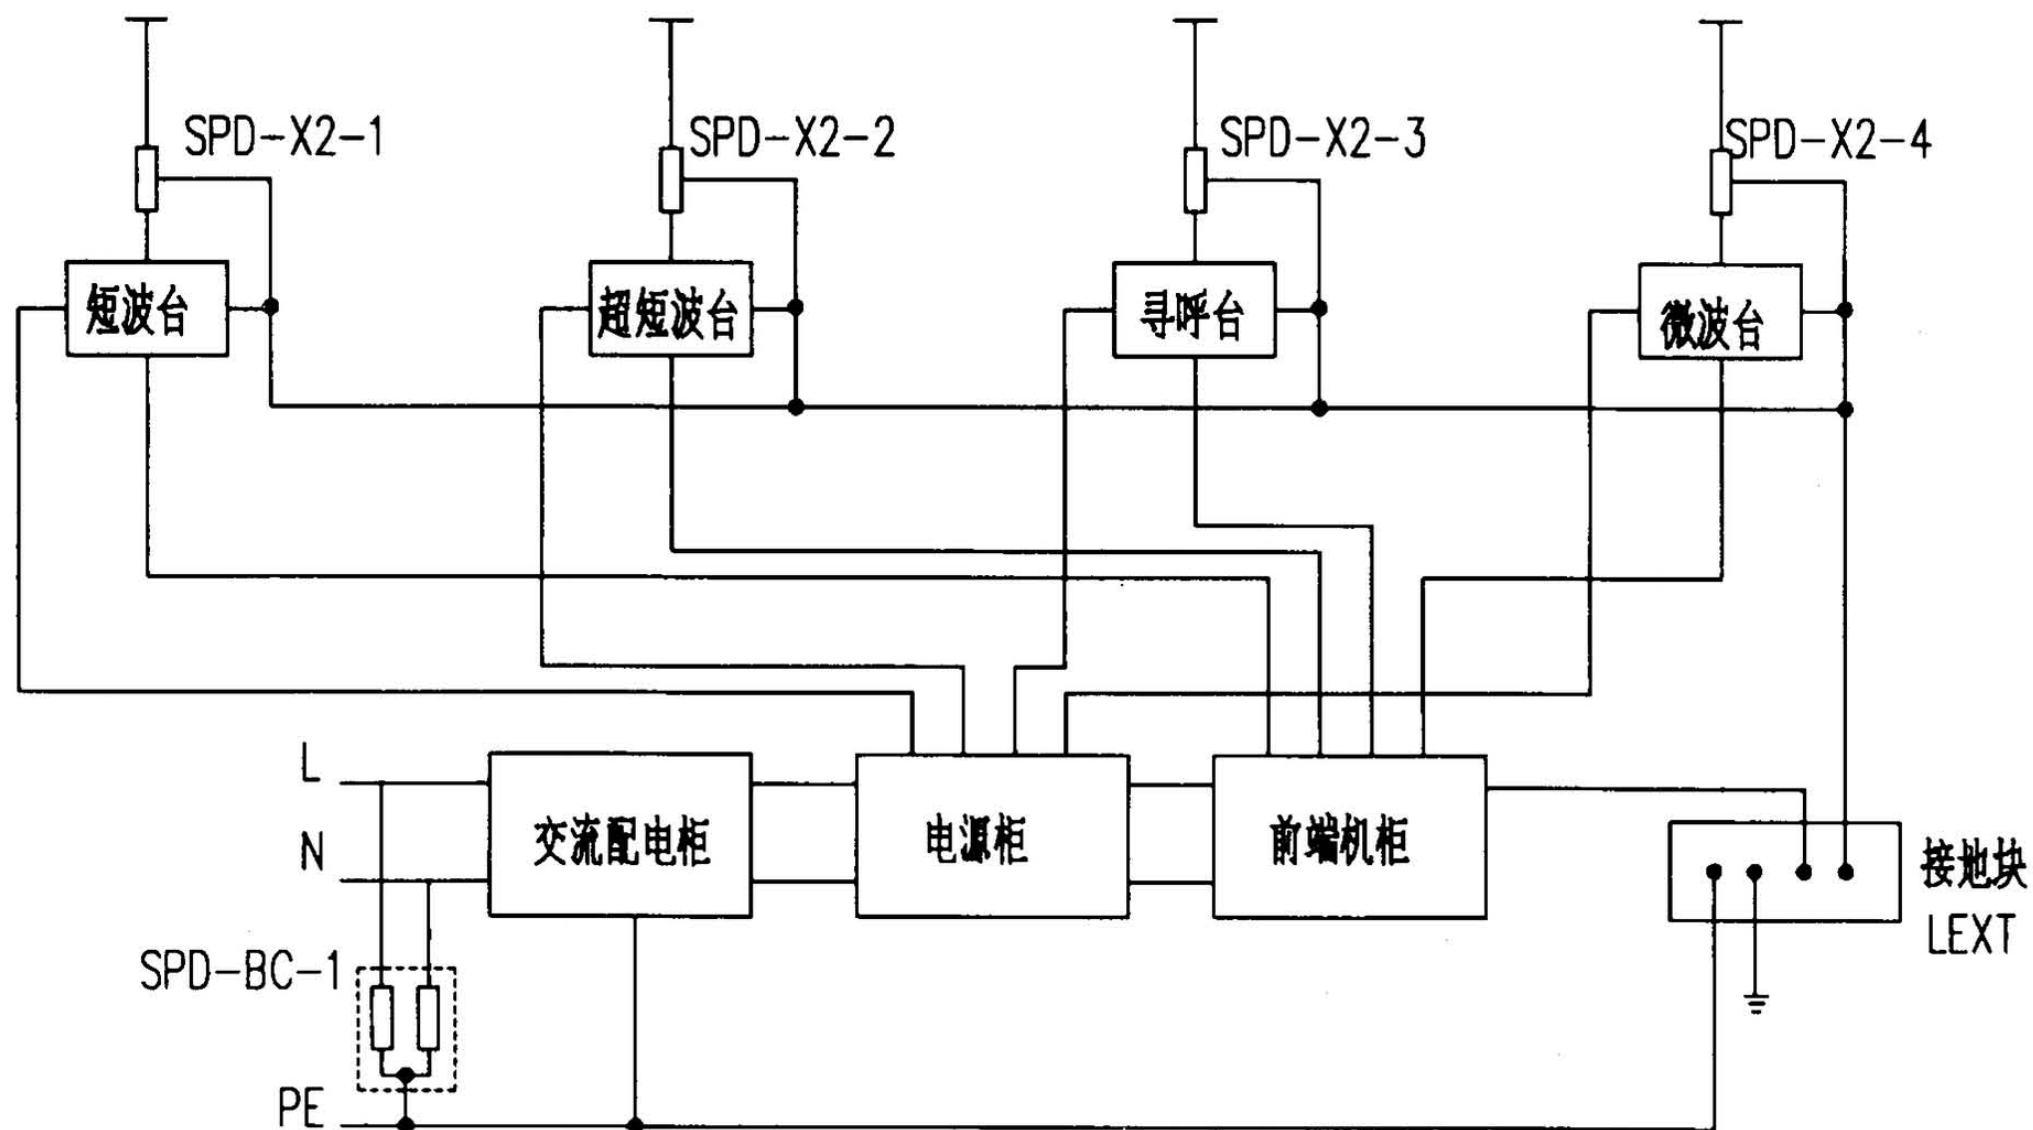 SPD-X2-1
SPD-X2-2
SPD-X2-3
SPD-X2-4
短波台
超短波台
寻呼台
微波台
L
N
交流配电柜
电源柜
前端机柜
接地块
LEXT
SPD-BC-1
PE